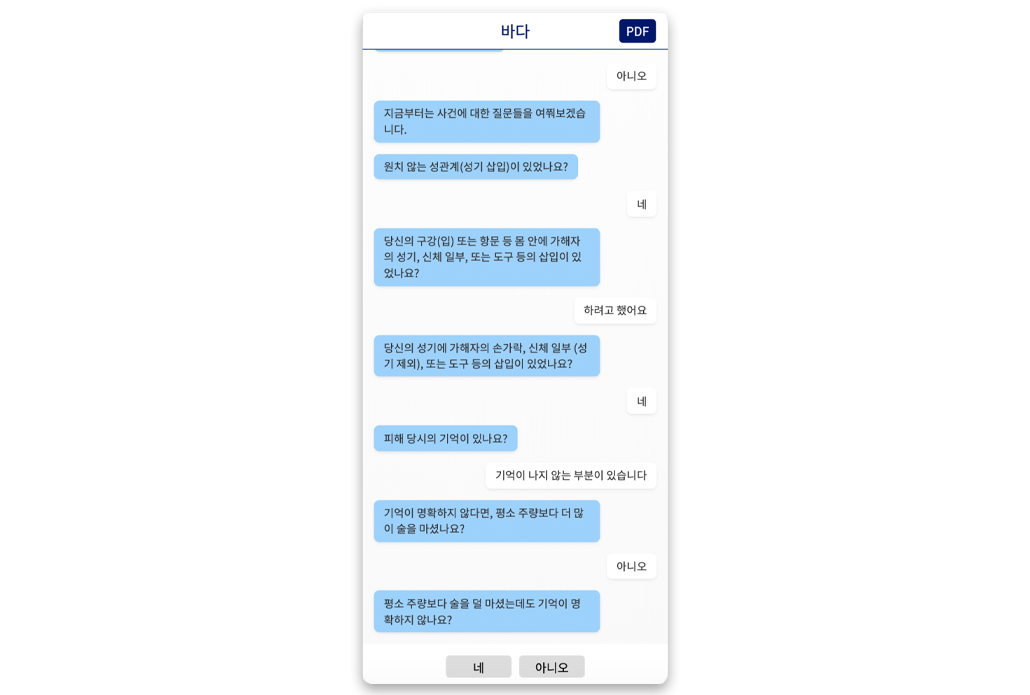 바다
PDF
아니오
지금부터는 사건에 대한 질문들을 여쭤보겠습
니다.
원치 않는 성관계(성기 삽입)이 있었나요?
네
당신의 구강(입) 또는 항문 등 몸 안에 가해자
의 성기, 신체 일부, 또는 도구 등의 삽입이 있
었나요?
하려고 했어요
당신의 성기에 가해자의 손가락, 신체 일부 (성
기 제외), 또는 도구 등의 삽입이 있었나요?
네
피해 당시의 기억이 있나요?
기억이 나지 않는 부분이 있습니다
기억이 명확하지 않다면, 평소 주량보다 더 많
이 술을 마셨나요?
아니오
평소 주량보다 술을 덜 마셨는데도 기억이 명
확하지 않나요?
네
아니오